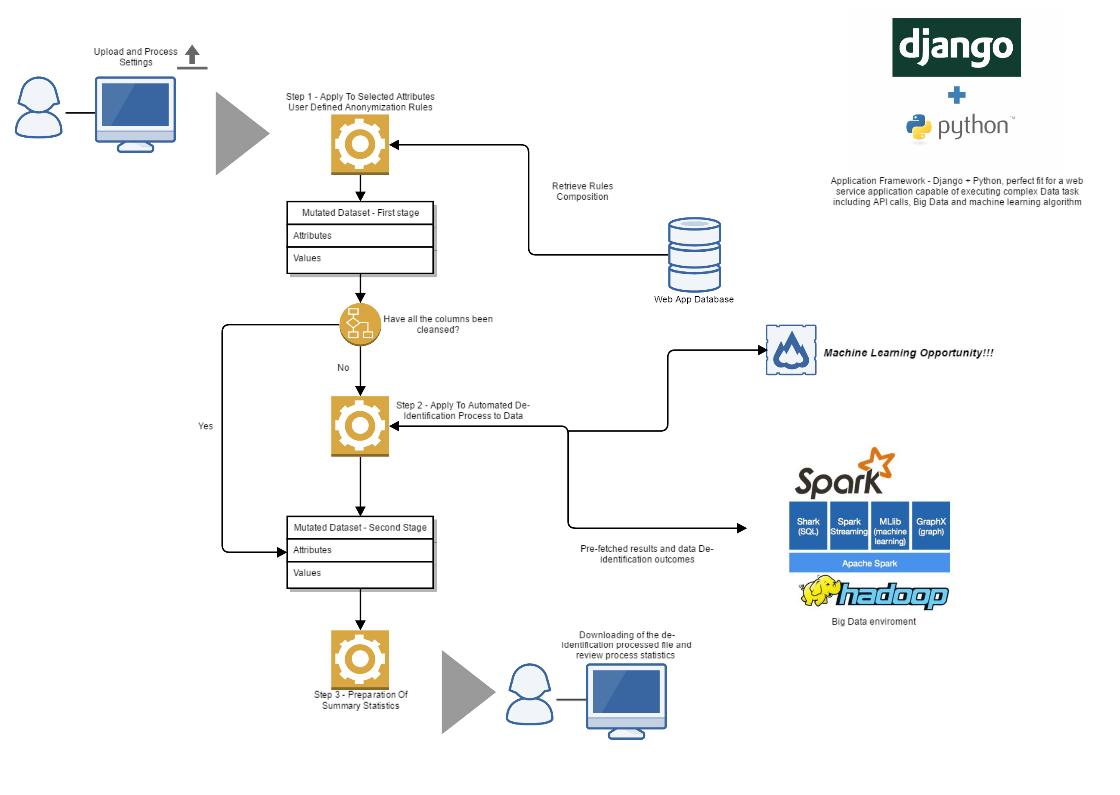 Upload and Process
Settings
django
python™
Application Framework - Django + Python, perfect fit for a web
service application capable of executing complex Data task
including API calls, Big Data and machine learning algorithm
Step 1 - Apply To Selected Attributes
User Defined Anonymization Rules
Retrieve Rules
Composition
Mutated Dataset - First stage
Attributes
Values
Web App Database
Have all the columns been
cleansed?
No
Yes
Machine Learning Opportunity!!!
Step 2 - Apply To Automated De-
Identification Process to Data
Spark
Shark
(SQL)
Spark
Streaming
MLlib
(machine
learning)
GraphX
(graph)
Apache Spark
hadoop
Big Data enviroment
Pre-fetched results and data De-
identification outcomes
Mutated Dataset - Second Stage
Attributes
Values
Step 3 - Preparation Of
Summary Statistics
Downloading of the de-
identification processed file and
review process statistics